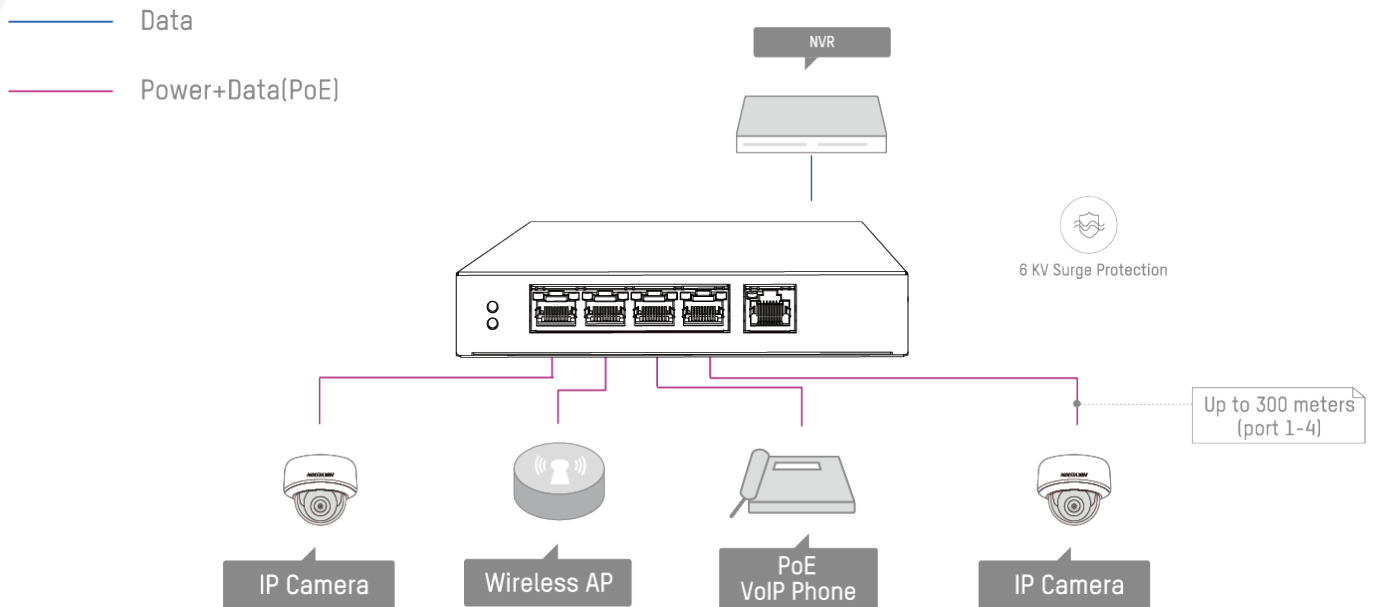 Data
Power+Data(PoE)
NVR
6 KV Surge Protection
Up to 300 meters
(port 1-4)
IP Camera
Wireless AP
PoE
VoIP Phone
IP Camera